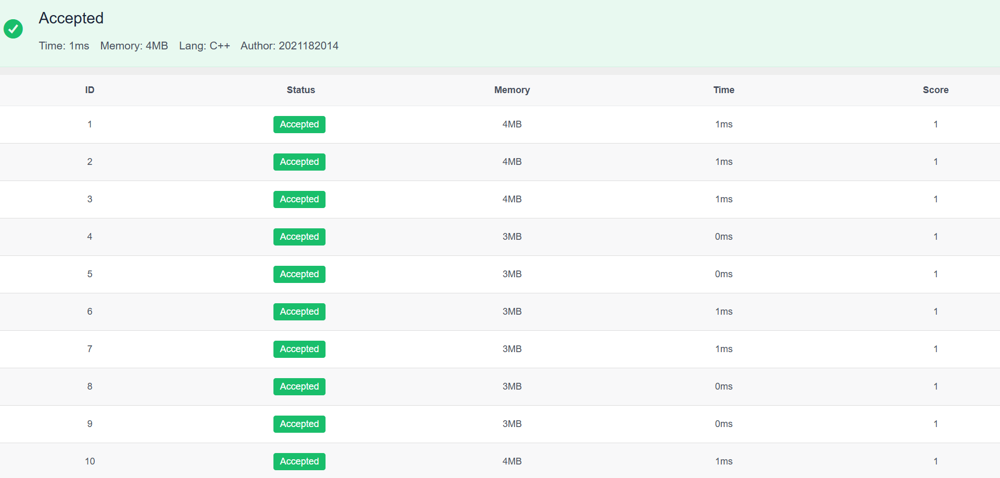 Accepted
Time: 1ms Memory: 4MB Lang: C++ Author: 2021182014
ID Status Memory Time Score
1 Accepted 4MB 1ms 1
2 Accepted 4MB 1ms 1
3 Accepted 4MB 1ms 1
4 Accepted 3MB 0ms 1
5 Accepted 3MB 0ms 1
6 Accepted 3MB 1ms 1
7 Accepted 3MB 1ms 1
8 Accepted 3MB 0ms 1
9 Accepted 3MB 0ms 1
10 Accepted 4MB 1ms 1